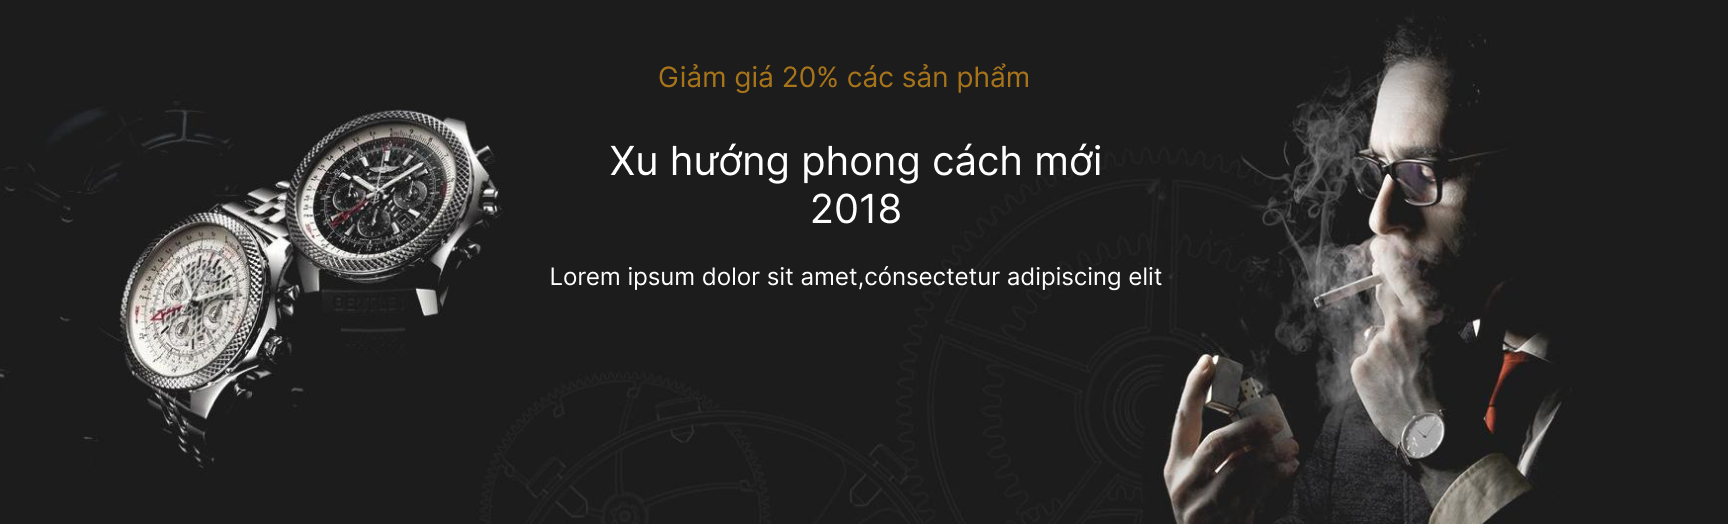 Giảm giá 20% các sản phẩm
Xu hướng phong cách mới
2018
Lorem ipsum dolor sit amet,cónsectetur adipiscing elit